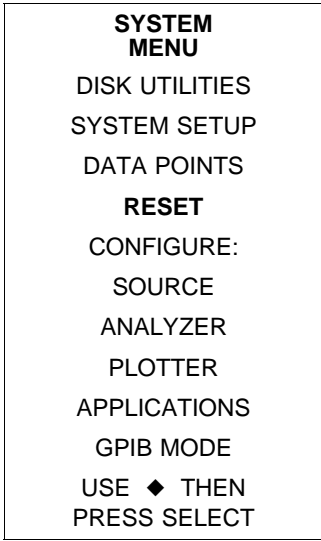 SYSTEM
MENU
DISK UTILITIES
SYSTEM SETUP
DATA POINTS
RESET
CONFIGURE:
SOURCE
ANALYZER
PLOTTER
APPLICATIONS
GPIB MODE
USE ◆ THEN
PRESS SELECT